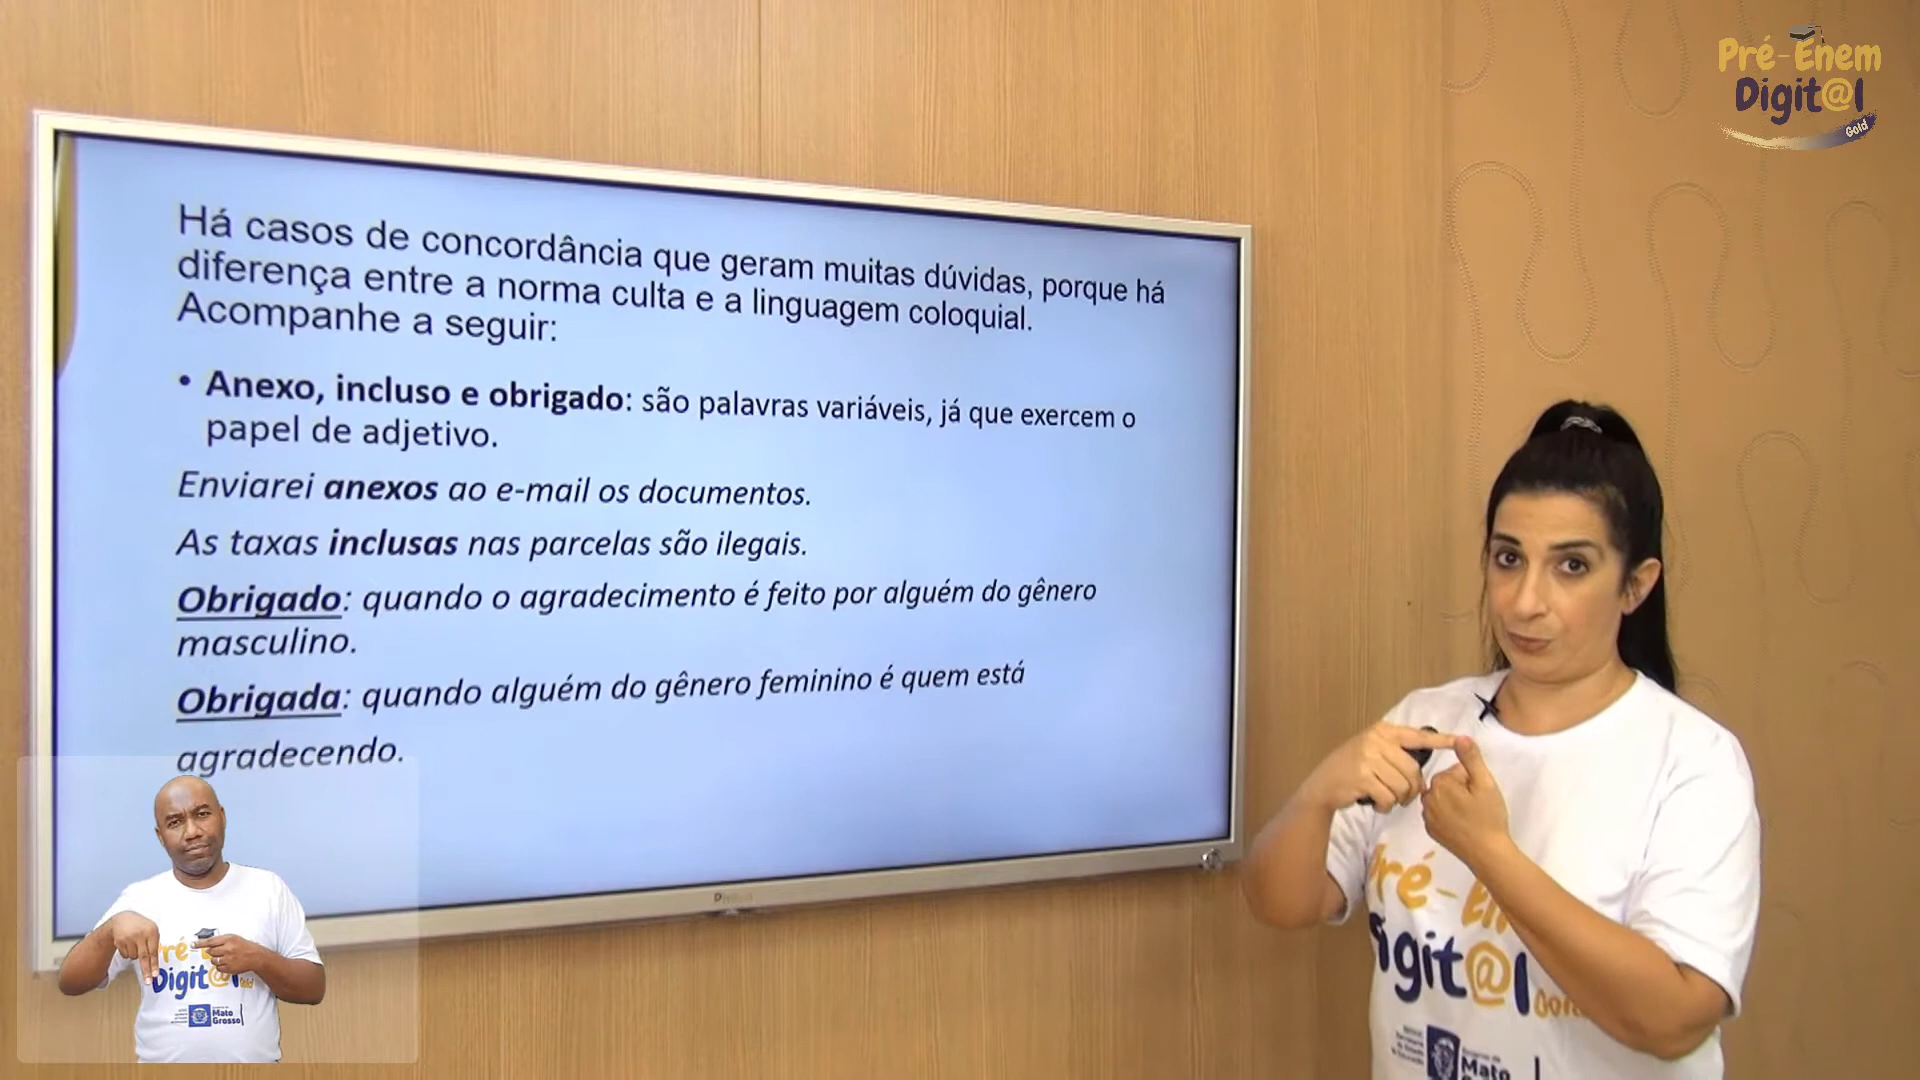 Pré-Enem
Digit@l
Gold
Há casos de concordância que geram muitas dúvidas, porque há
diferença entre a norma culta e a linguagem coloquial.
Acompanhe a seguir:
• Anexo, incluso e obrigado: são palavras variáveis, já que exercem o
papel de adjetivo.
Enviarei anexos ao e-mail os documentos.
As taxas inclusas nas parcelas são ilegais.
Obrigado: quando o agradecimento é feito por alguém do gênero
masculino.
Obrigada: quando alguém do gênero feminino é quem está
agradecendo.
Digit@l
Mato
Grosso
Pré-
igit@l
Mato